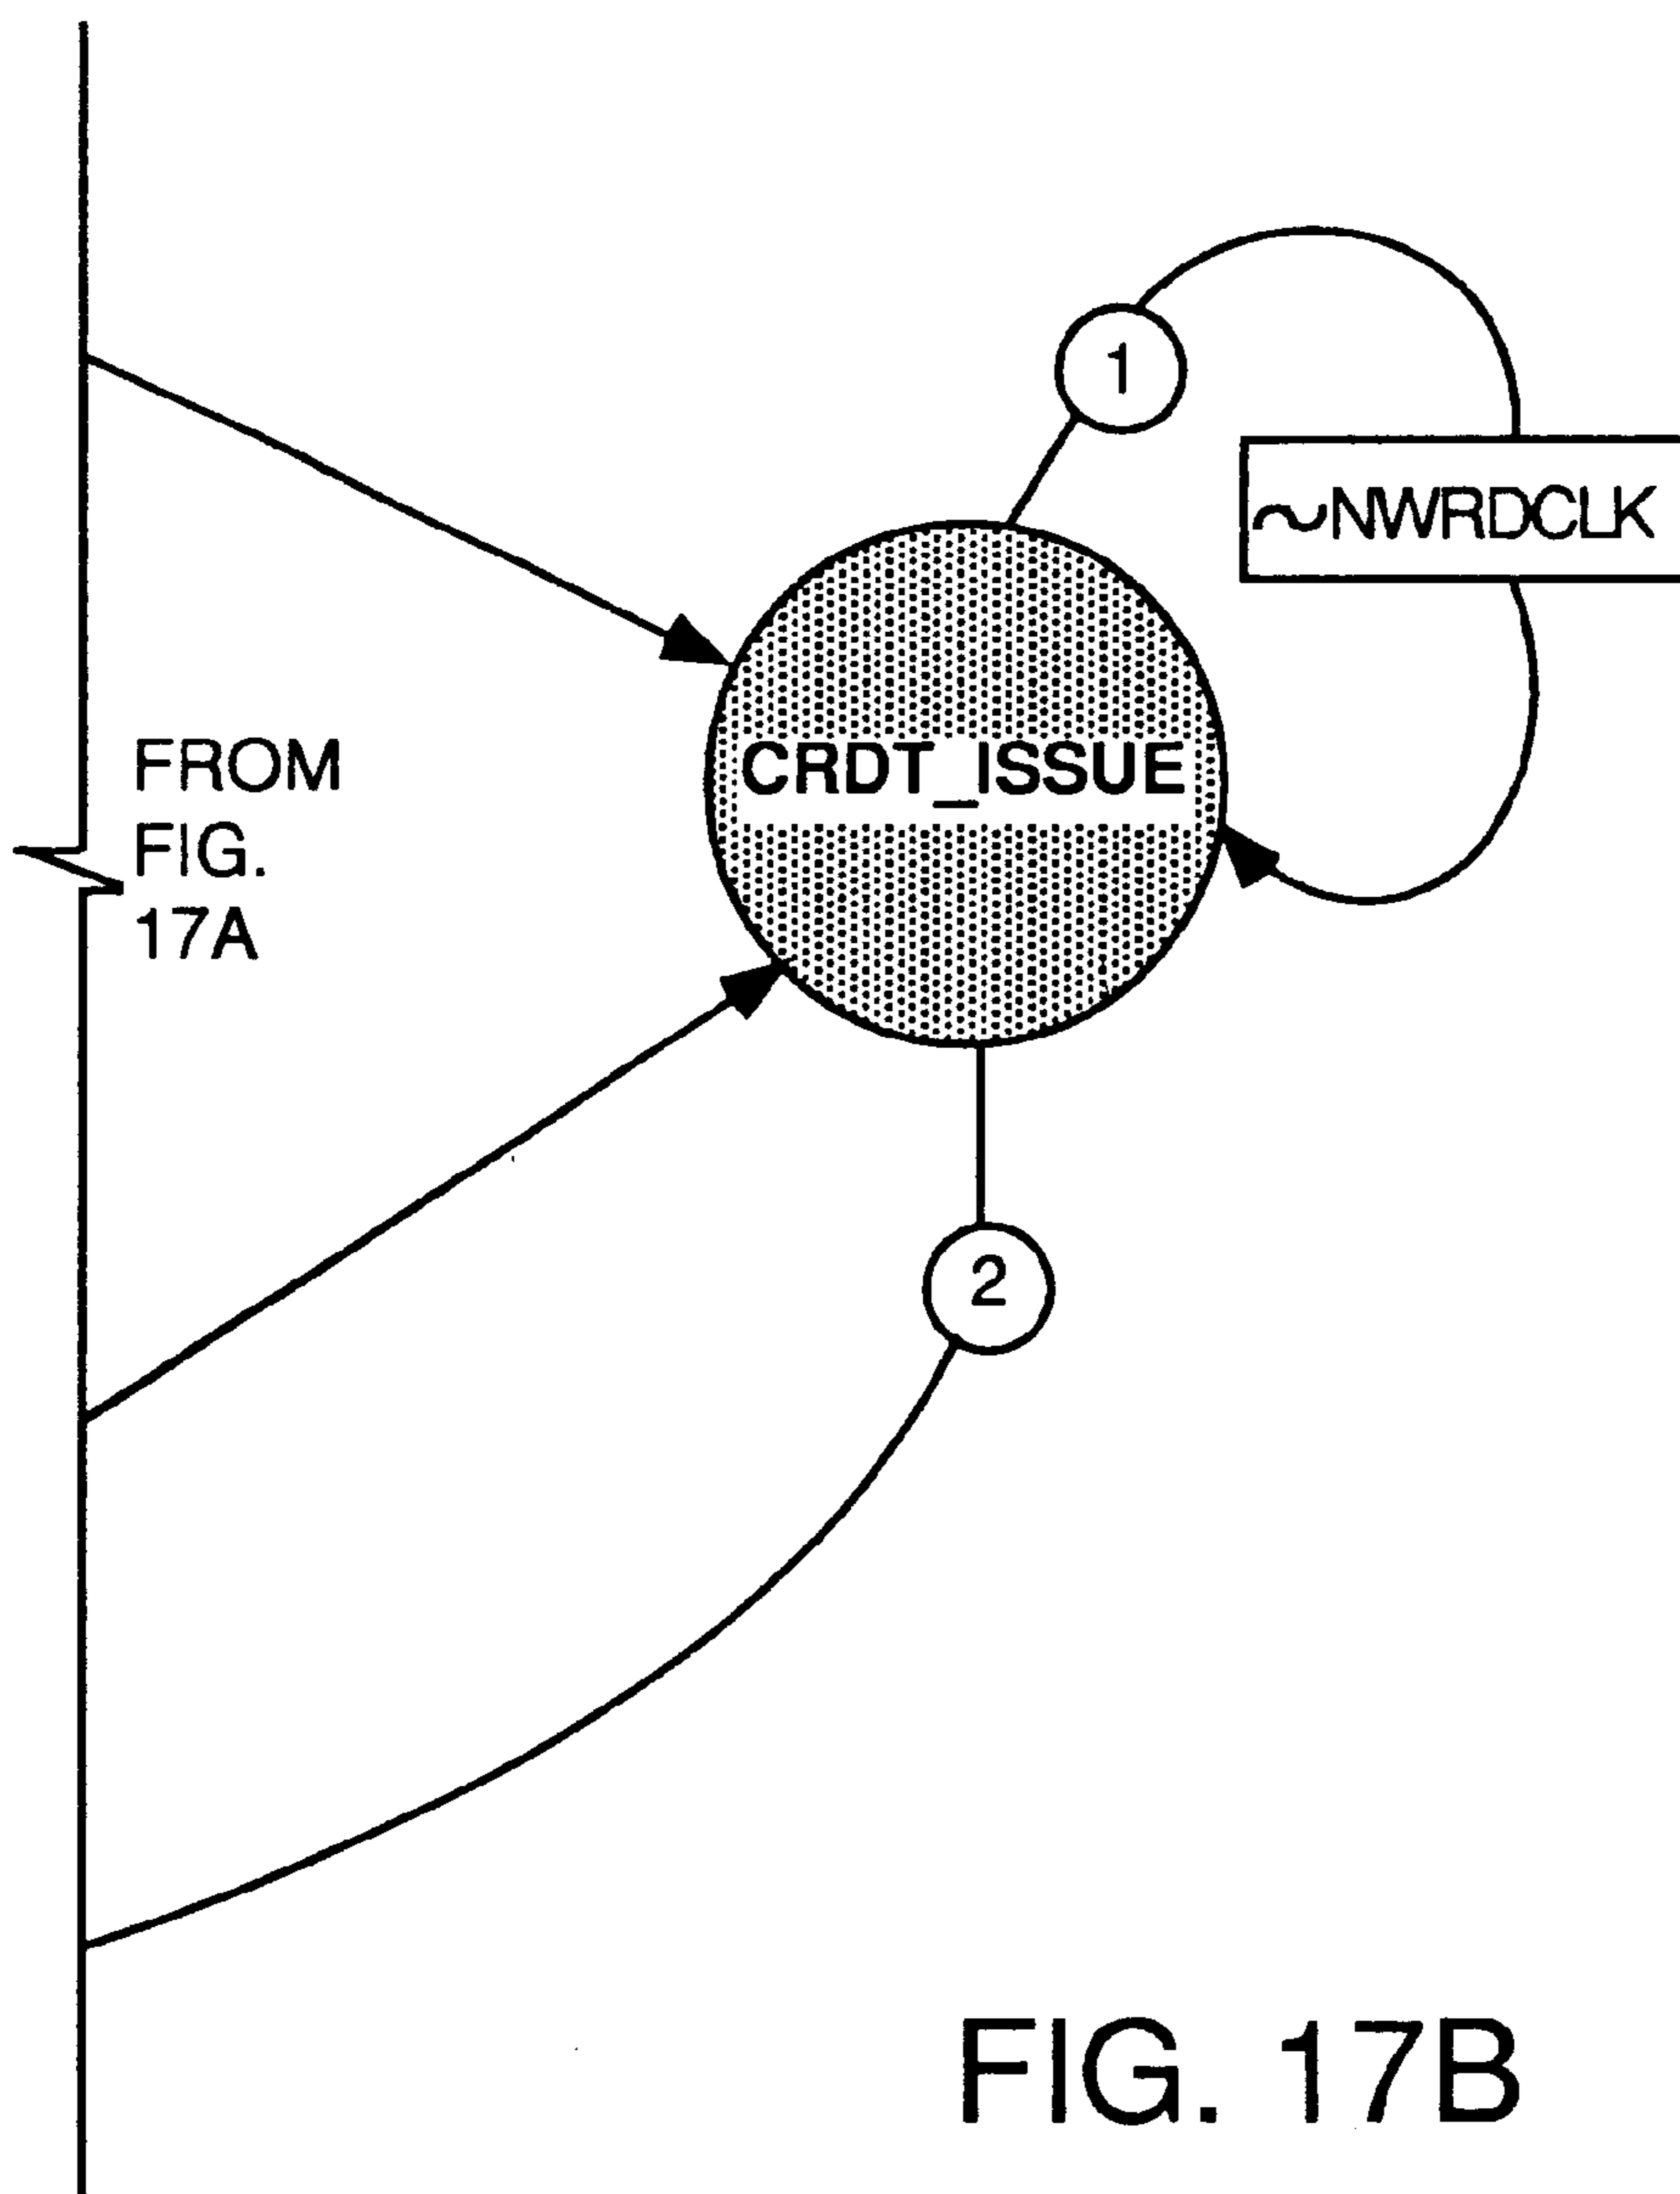 1
~NWRDCLK
CRDT_ISSUE
FROM
FIG.
17A
2
FIG. 17B